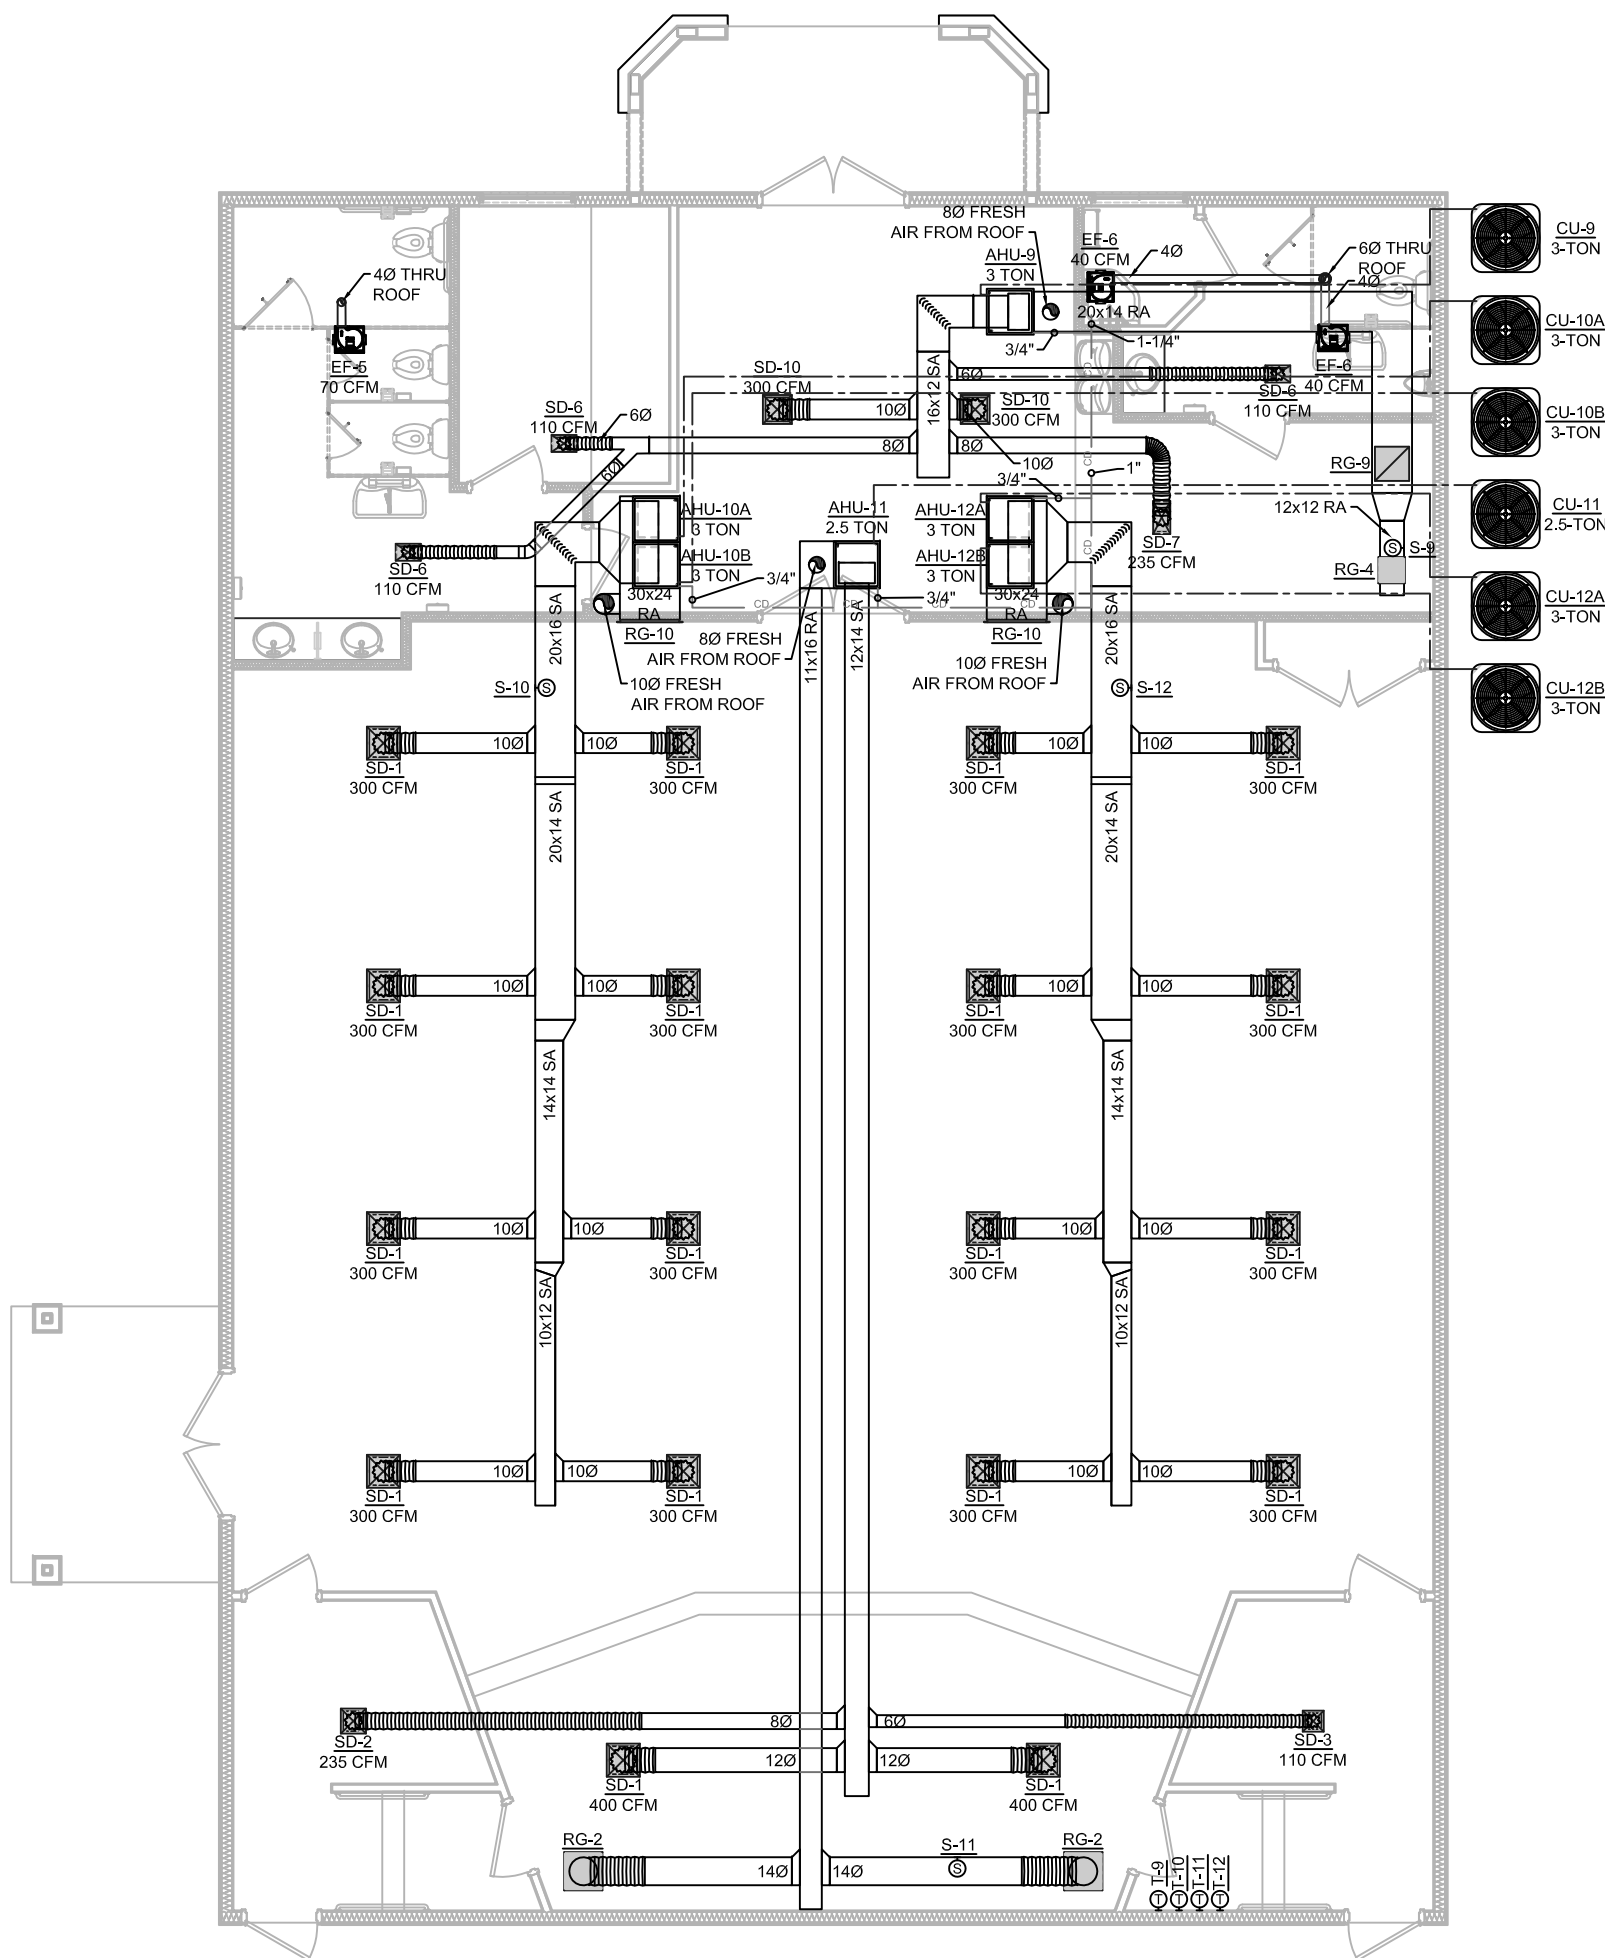 8Ø FRESH
AIR FROM ROOF
EF-6
40 CFM
4Ø
6Ø THRU
ROOF
4Ø
CU-9
3-TON
AHU-9
3 TON
4Ø THRU
ROOF
20x14 RA
1-1/4"
3/4"
CU-10A
3-TON
EF-5
70 CFM
EF-6
40 CFM
SD-10
300 CFM
16x12 SA
6Ø
CD
SD-6
110 CFM
SD-6
110 CFM
6Ø
10Ø
SD-10
300 CFM
CU-10B
3-TON
8Ø
8Ø
CD
10Ø
6Ø
3/4"
1"
RG-9
AHU-10A
3 TON
AHU-11
2.5 TON
AHU-12A
3 TON
12x12 RA
CU-11
2.5-TON
SD-6
110 CFM
AHU-10B
3 TON
AHU-12B
3 TON
CD
SD-7
235 CFM
S
S-9
RG-4
3/4"
3/4"
30x24
RA
RG-10
CD
CD
CD
CD
30x24
RA
RG-10
CU-12A
3-TON
20x16 SA
8Ø FRESH
AIR FROM ROOF
11x16 RA
12x14 SA
10Ø FRESH
AIR FROM ROOF
20x16 SA
S-10
S
10Ø FRESH
AIR FROM ROOF
S
S-12
CU-12B
3-TON
10Ø
10Ø
10Ø
10Ø
SD-1
300 CFM
SD-1
300 CFM
SD-1
300 CFM
SD-1
300 CFM
20x14 SA
20x14 SA
10Ø
10Ø
10Ø
10Ø
SD-1
300 CFM
SD-1
300 CFM
SD-1
300 CFM
SD-1
300 CFM
14x14 SA
14x14 SA
10Ø
10Ø
10Ø
10Ø
SD-1
300 CFM
SD-1
300 CFM
SD-1
300 CFM
SD-1
300 CFM
10x12 SA
10x12 SA
10Ø
10Ø
10Ø
10Ø
SD-1
300 CFM
SD-1
300 CFM
SD-1
300 CFM
SD-1
300 CFM
8Ø
6Ø
SD-2
235 CFM
SD-3
110 CFM
12Ø
12Ø
SD-1
400 CFM
SD-1
400 CFM
RG-2
S-11
S
RG-2
14Ø
14Ø
T T-9
T T-10
T T-11
T T-12